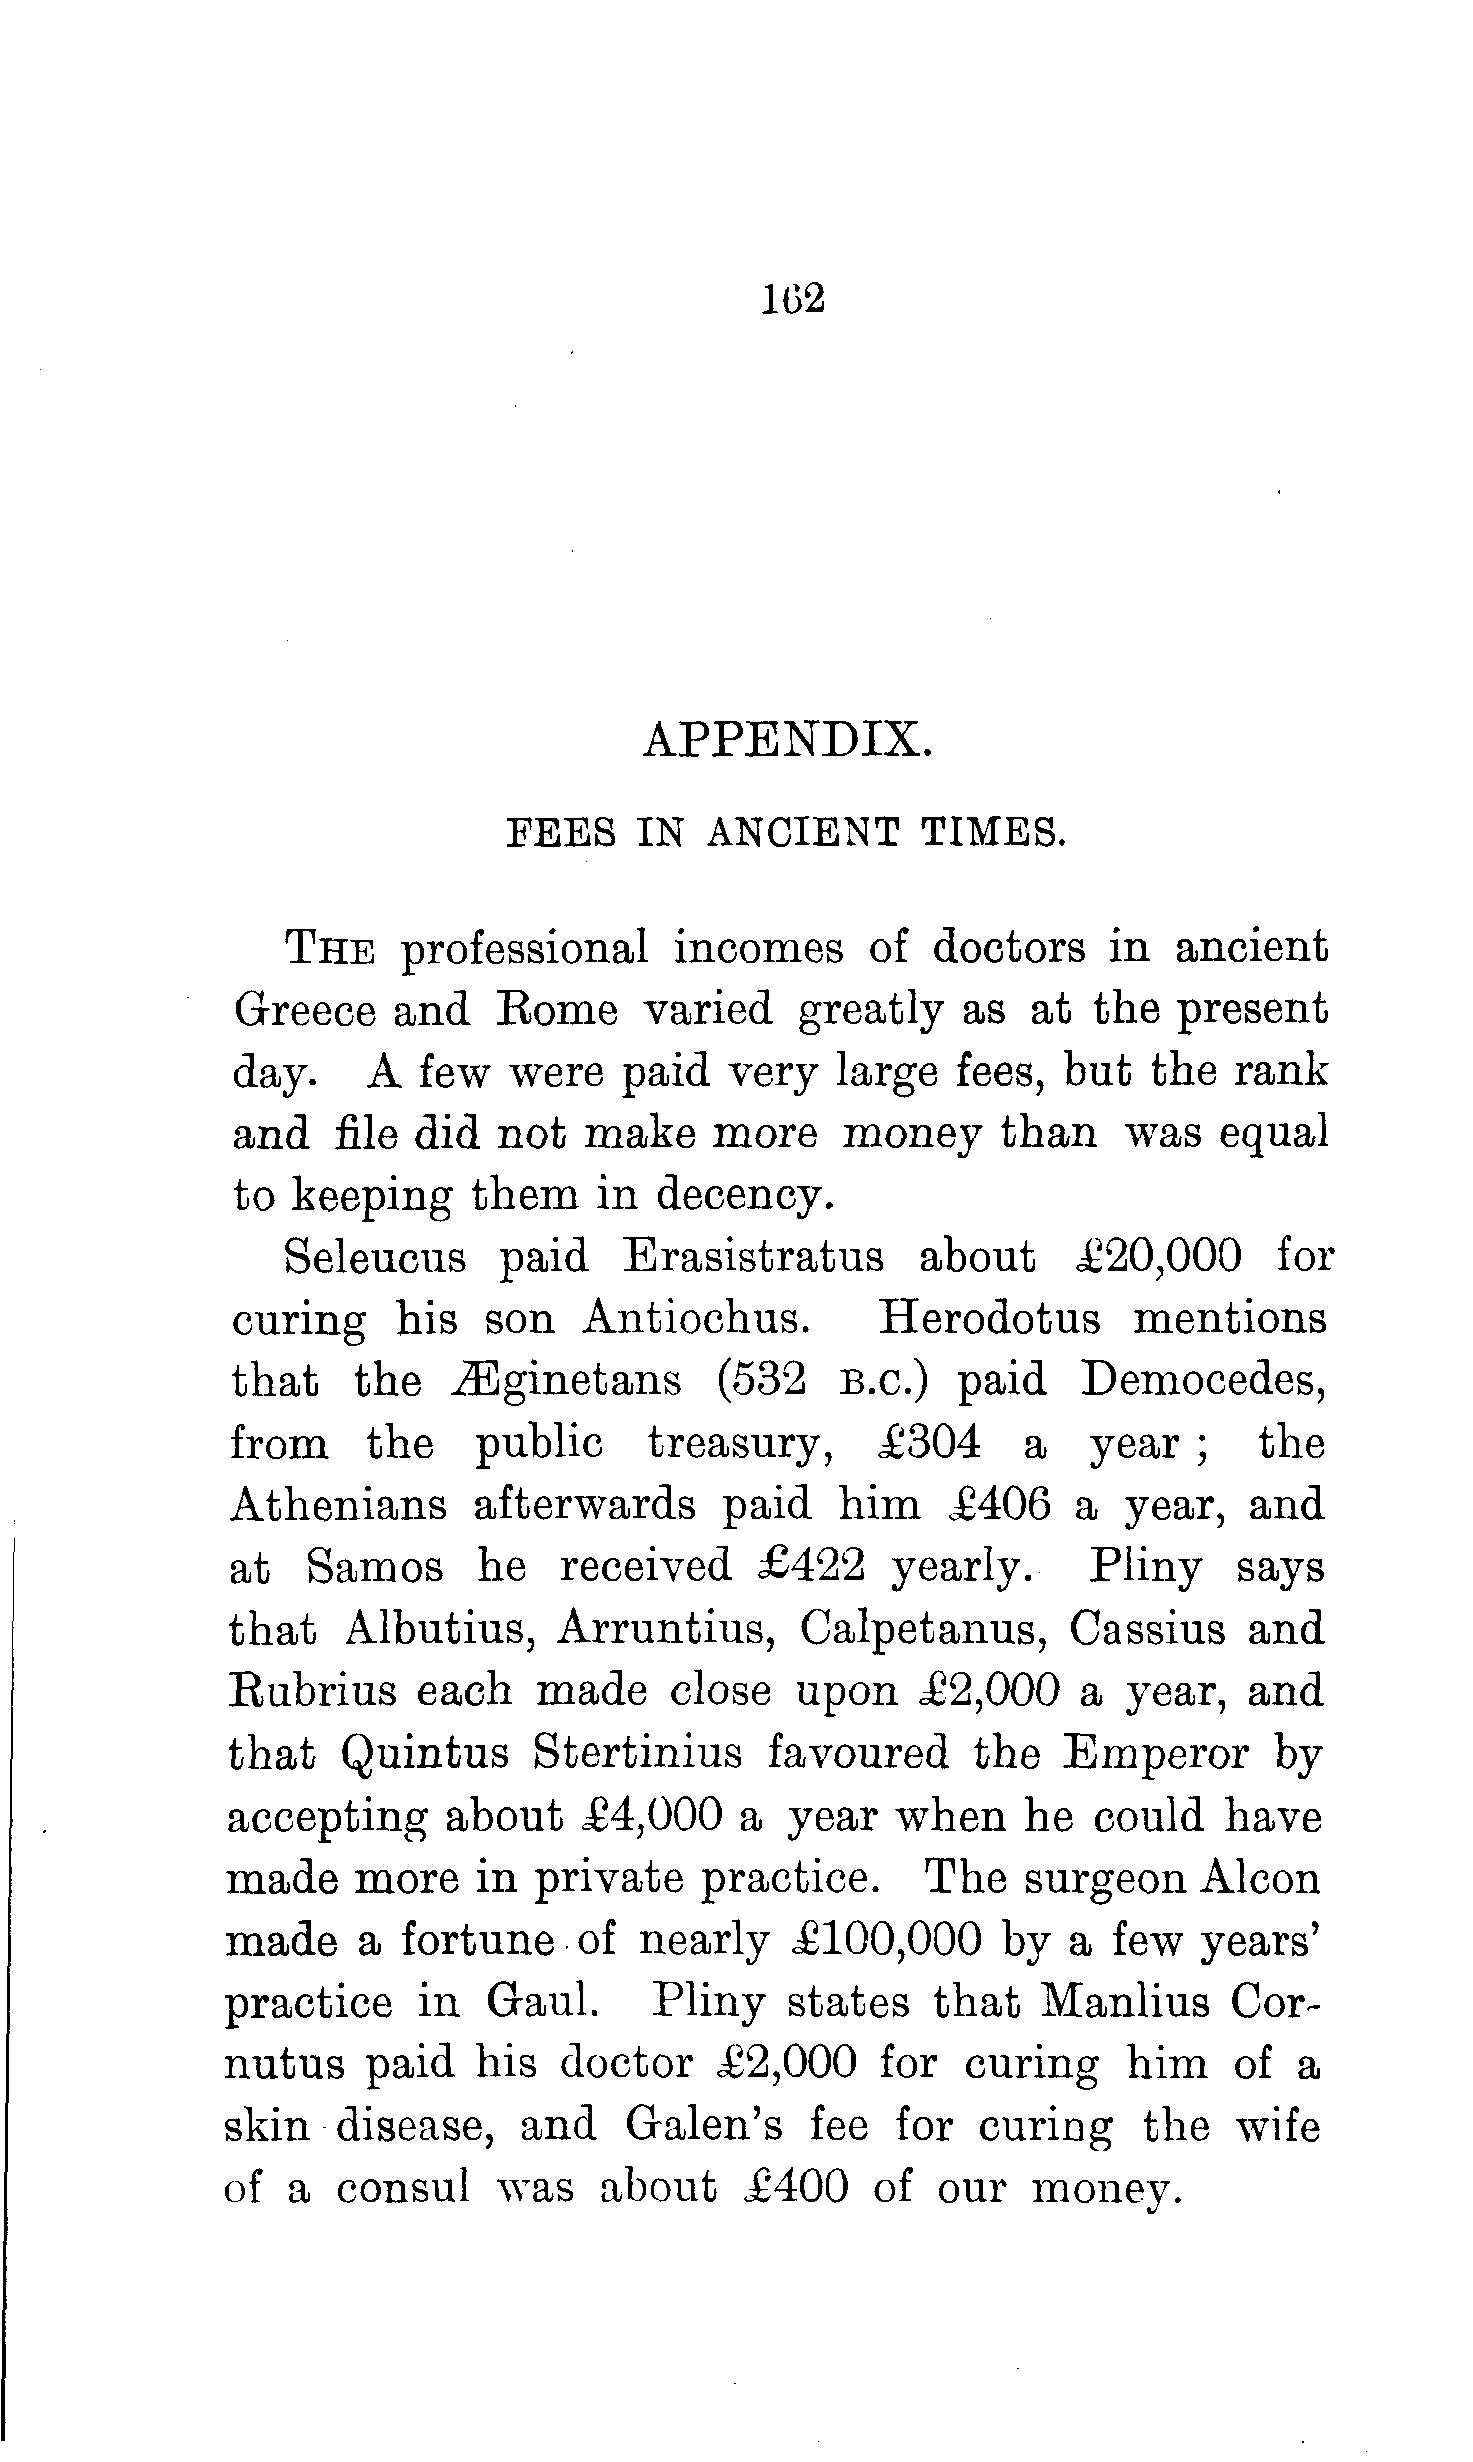 162
APPENDIX.
FEES IN ANCIENT TIMES.
THE professional incomes of doctors in ancient
Greece and Rome varied greatly as at the present
day. A few were paid very large fees, but the rank
and file did not make more money than was equal
to keeping them in decency.
Seleucus paid Erasistratus about £20,000 for
curing his son Antiochus. Herodotus mentions
that the Æginetans (532 B.C.) paid Democedes,
from the public treasury, £304 a year ; the
Athenians afterwards paid him £406 a year, and
at Samos he received £422 yearly. Pliny says
that Albutius, Arruntius, Calpetanus, Cassius and
Rubrius each made close upon £2,000 a year, and
that Quintus Stertinius favoured the Emperor by
accepting about £4,000 a year when he could have
made more in private practice. The surgeon Alcon
made a fortune of nearly £100,000 by a few years'
practice in Gaul. Pliny states that Manlius Cor-
nutus paid his doctor £2,000 for curing him of a
skin disease, and Galen's fee for curing the wife
of a consul was about £400 of our money.